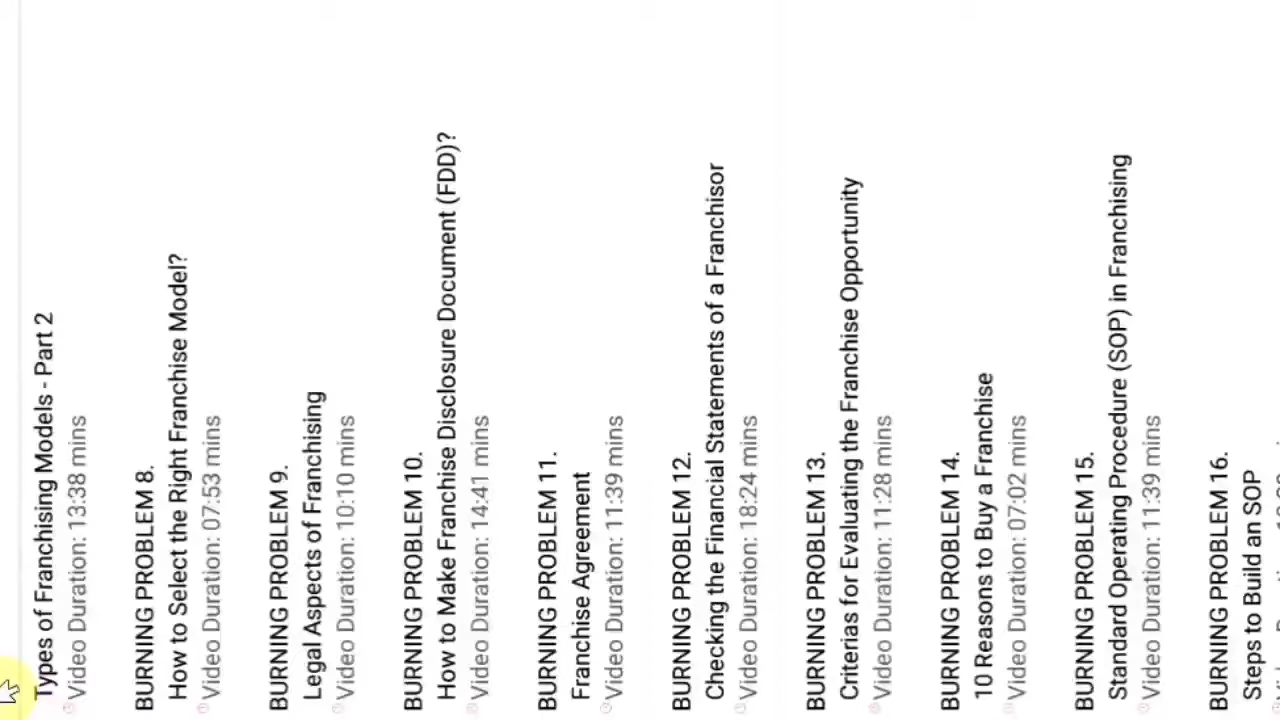 Types of Franchising Models - Part 2
Video Duration: 13:38 mins
BURNING PROBLEM 8.
How to Select the Right Franchise Model?
Video Duration: 07:53 mins
BURNING PROBLEM 9.
Legal Aspects of Franchising
Video Duration: 10:10 mins
BURNING PROBLEM 10.
How to Make Franchise Disclosure Document (FDD)?
Video Duration: 14:41 mins
BURNING PROBLEM 11.
Franchise Agreement
Video Duration: 11:39 mins
BURNING PROBLEM 12.
Checking the Financial Statements of a Franchisor
Video Duration: 18:24 mins
BURNING PROBLEM 13.
Criterias for Evaluating the Franchise Opportunity
Video Duration: 11:28 mins
BURNING PROBLEM 14.
10 Reasons to Buy a Franchise
Video Duration: 07:02 mins
BURNING PROBLEM 15.
Standard Operating Procedure (SOP) in Franchising
Video Duration: 11:39 mins
BURNING PROBLEM 16.
Steps to Build an SOP